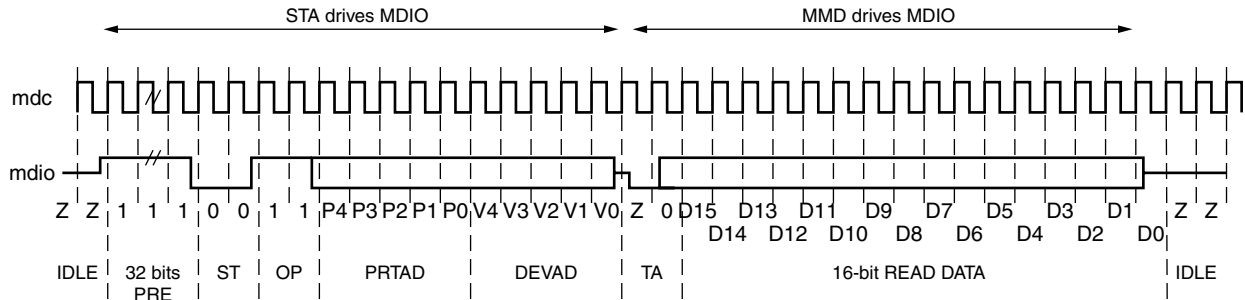 STA drives MDIO MMD drives MDIO
mdc
mdio
Z Z 1 1 1 0 0 1 1 P4 P3 P2 P1 P0 V4 V3 V2 V1 V0 Z 0 D15 D13 D11 D9 D7 D5 D3 D1 Z Z
D14 D12 D10 D8 D6 D4 D2 D0
IDLE 32 bits ST OP PRTAD DEVAD TA 16-bit READ DATA IDLE
PRE